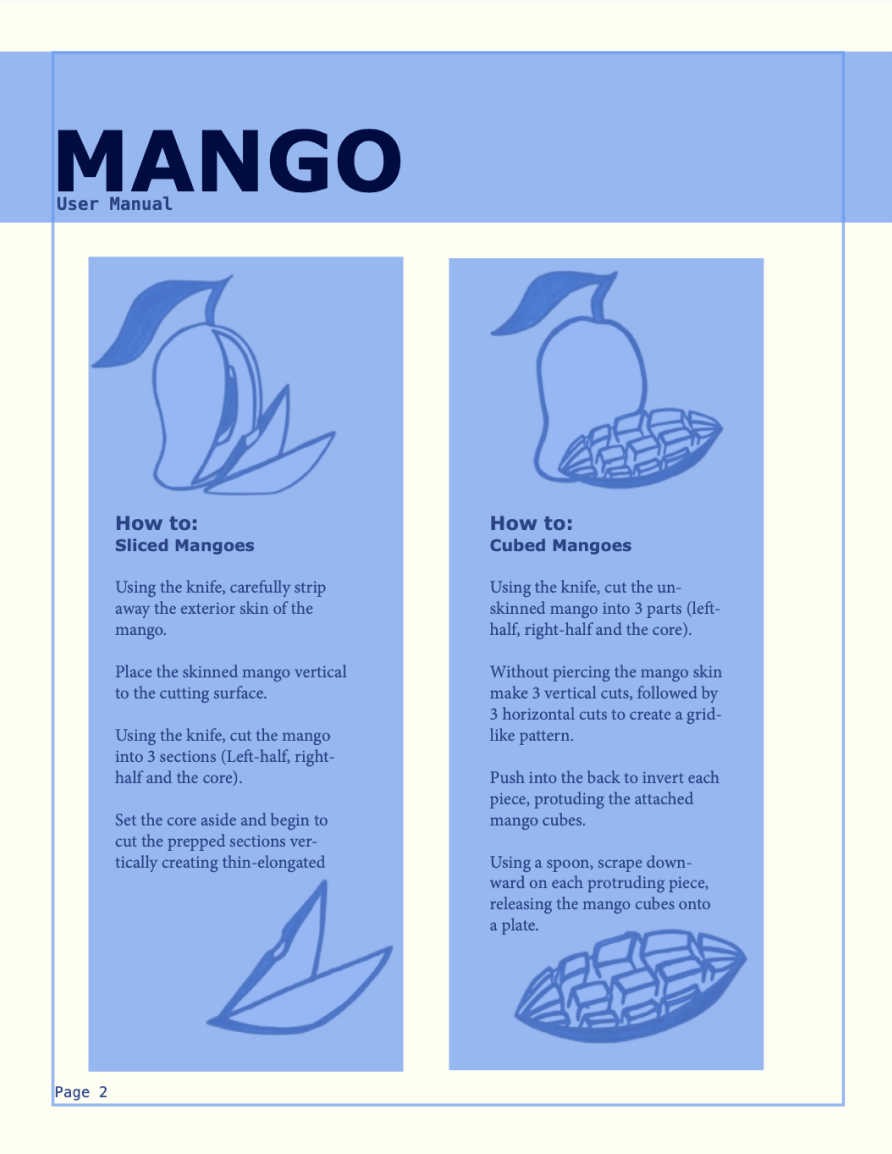 MANGO
User Manual
How to:
Sliced Mangoes
Using the knife, carefully strip
away the exterior skin of the
mango.
Place the skinned mango vertical
to the cutting surface.
Using the knife, cut the mango
into 3 sections (Left-half, right-
half and the core).
Set the core aside and begin to
cut the prepped sections ver-
tically creating thin-elongated
How to:
Cubed Mangoes
Using the knife, cut the un-
skinned mango into 3 parts (left-
half, right-half and the core).
Without piercing the mango skin
make 3 vertical cuts, followed by
3 horizontal cuts to create a grid-
like pattern.
Push into the back to invert each
piece, protuding the attached
mango cubes.
Using a spoon, scrape down-
ward on each protruding piece,
releasing the mango cubes onto
a plate.
Page 2